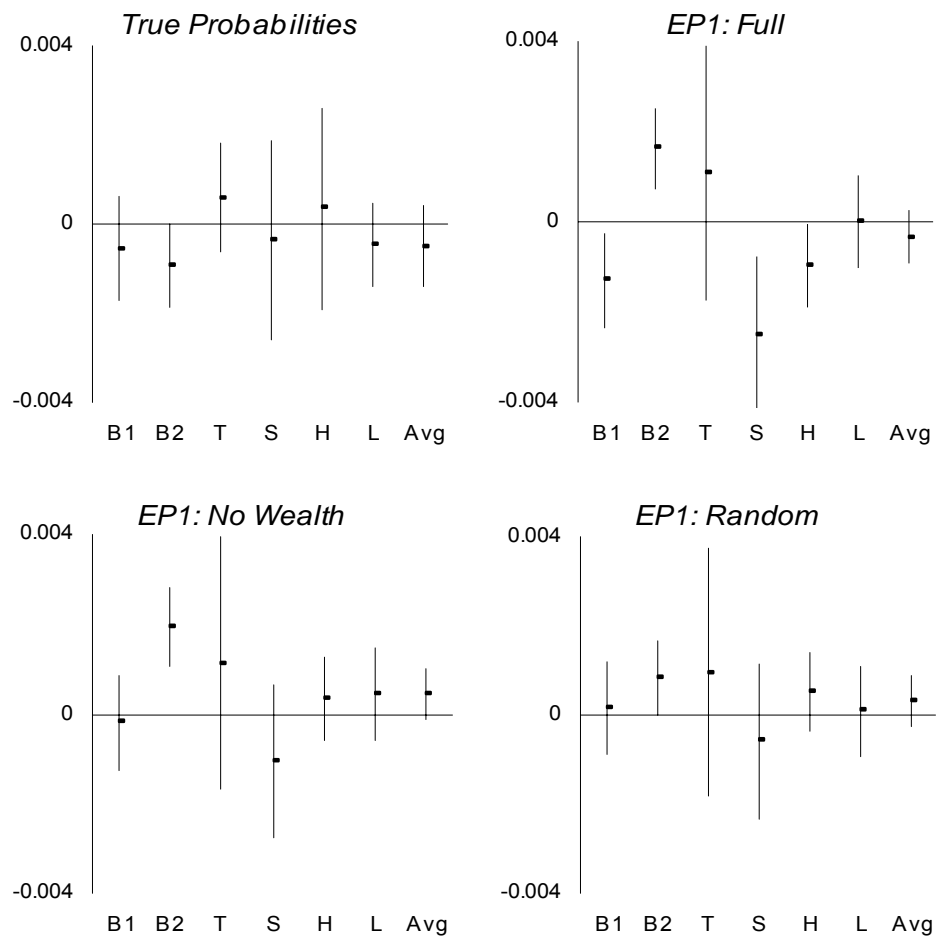 True Probabilities
0.004
0
-0.004
B1 B2 T S H L Avg
EP1: Full
0.004
0
-0.004
B1 B2 T S H L Avg
EP1: No Wealth
0.004
0
-0.004
B1 B2 T S H L Avg
EP1: Random
0.004
0
-0.004
B1 B2 T S H L Avg